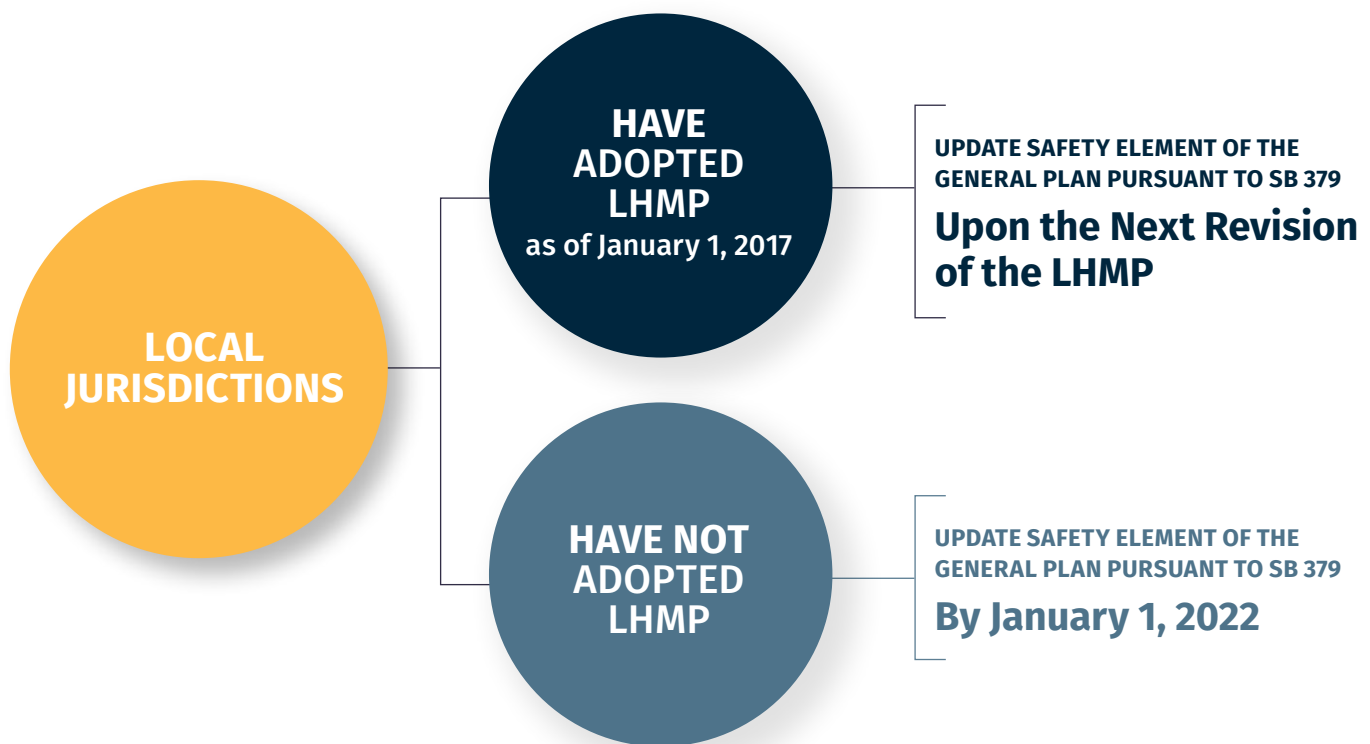 LOCAL
JURISDICTIONS
HAVE
ADOPTED
LHMP
as of January 1, 2017
UPDATE SAFETY ELEMENT OF THE
GENERAL PLAN PURSUANT TO SB 379
Upon the Next Revision
of the LHMP
HAVE NOT
ADOPTED
LHMP
UPDATE SAFETY ELEMENT OF THE
GENERAL PLAN PURSUANT TO SB 379
By January 1, 2022